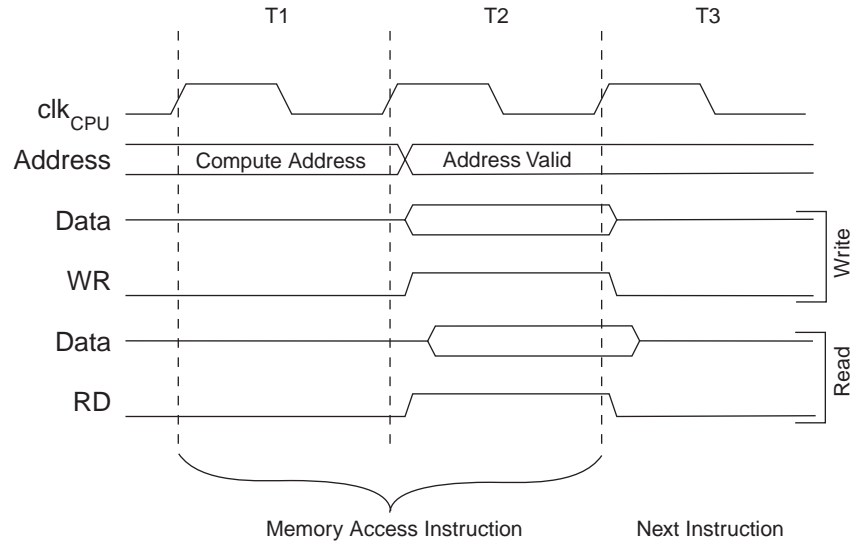 T1 T2 T3
clkCPU
Address Compute Address Address Valid
Data
WR
Write
Data
RD
Read
Memory Access Instruction Next Instruction